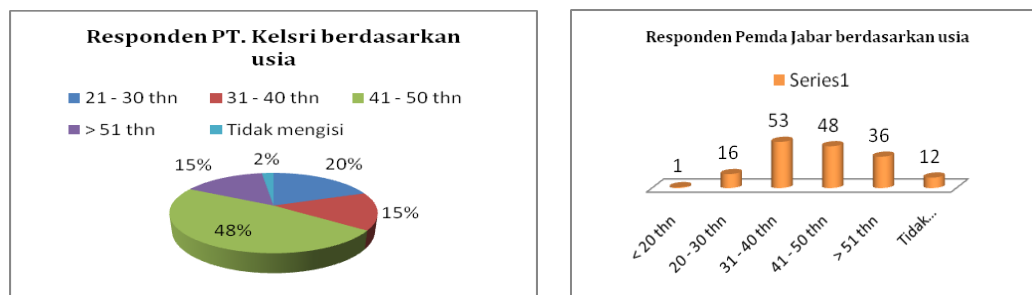 Responden PT. Kelsri berdasarkan
usia
21 - 30 thn 31 - 40 thn 41 - 50 thn
> 51 thn Tidak mengisi
2%
20%
15%
15%
48%
Responden Pemda Jabar berdasarkan usia
Series1
1 16 53 48 36 12
< 20 thn
20 - 30 thn
31 - 40 thn
41 - 50 thn
> 51 thn
Tidak...